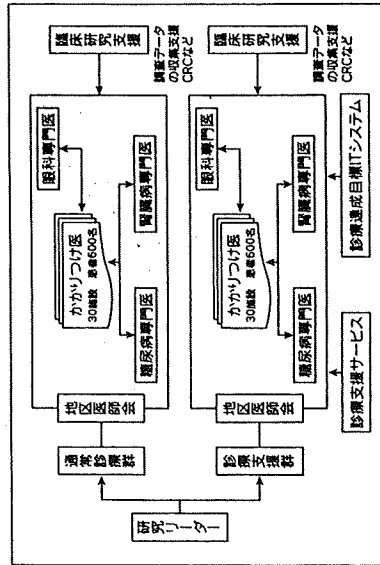 研究リーダー
通常診療群
地区医師会
かかりつけ医
30施設 患者600名
眼科専門医
糖尿病専門医
腎臓病専門医
臨床研究支援
調査データ
の収集支援
CRCなど
診療支援群
地区医師会
かかりつけ医
30施設 患者600名
眼科専門医
糖尿病専門医
腎臓病専門医
臨床研究支援
調査データ
の収集支援
CRCなど
診療支援サービス
診療達成目標ITシステム